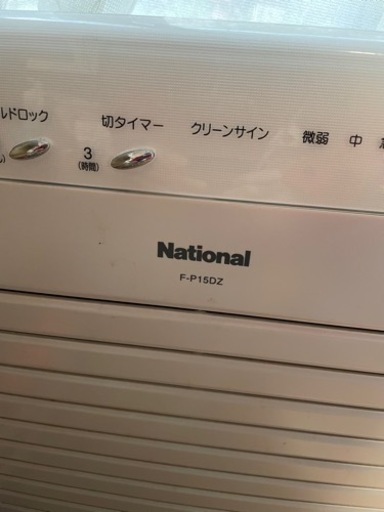 ルドロック
切タイマー
クリーンサイン
微弱 中
3
(時間)
National
F-P15DZ